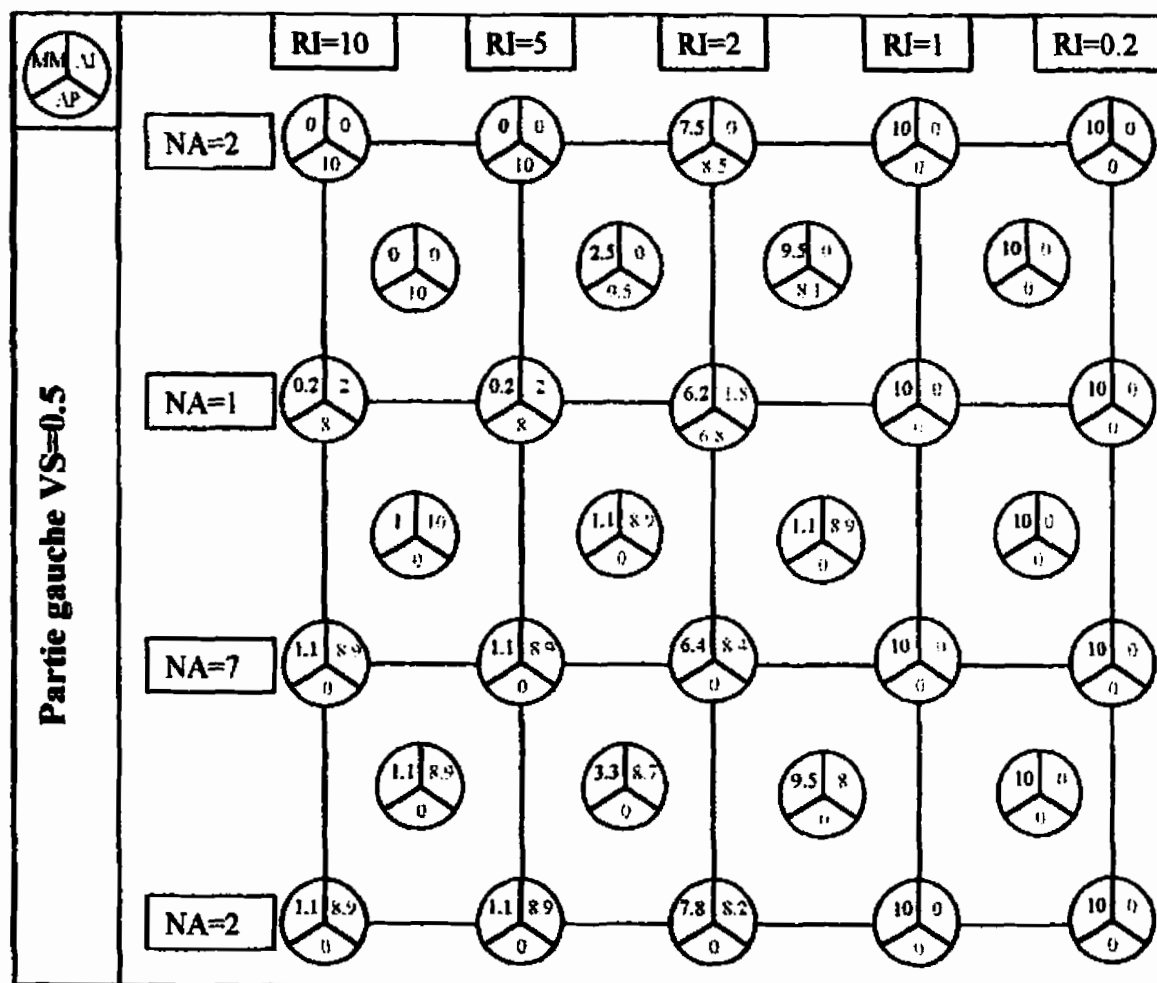 RI=10 RI=5 RI=2 RI=1 RI=0.2
MM AI
AP
Partie gauche VS=0.5
NA=2
0 0 0 0 7.5 0 10 0 10 0
10 10 8.5 0 0
0 0 2.5 0 9.5 0 10 0
10 9.5 8.1 0
NA=1
0.2 2 0.2 2 6.2 1.8 10 0 10 0
8 8 6.8 0 0
1 10 1.1 8.9 1.1 8.9 10 0
0 0 0 0
NA=7
1.1 8.9 1.1 8.9 6.4 8.4 10 0 10 0
0 0 0 0 0
1.1 8.9 3.3 8.7 9.5 8 10 0
0 0 0 0
NA=2
1.1 8.9 1.1 8.9 7.8 8.2 10 0 10 0
0 0 0 0 0